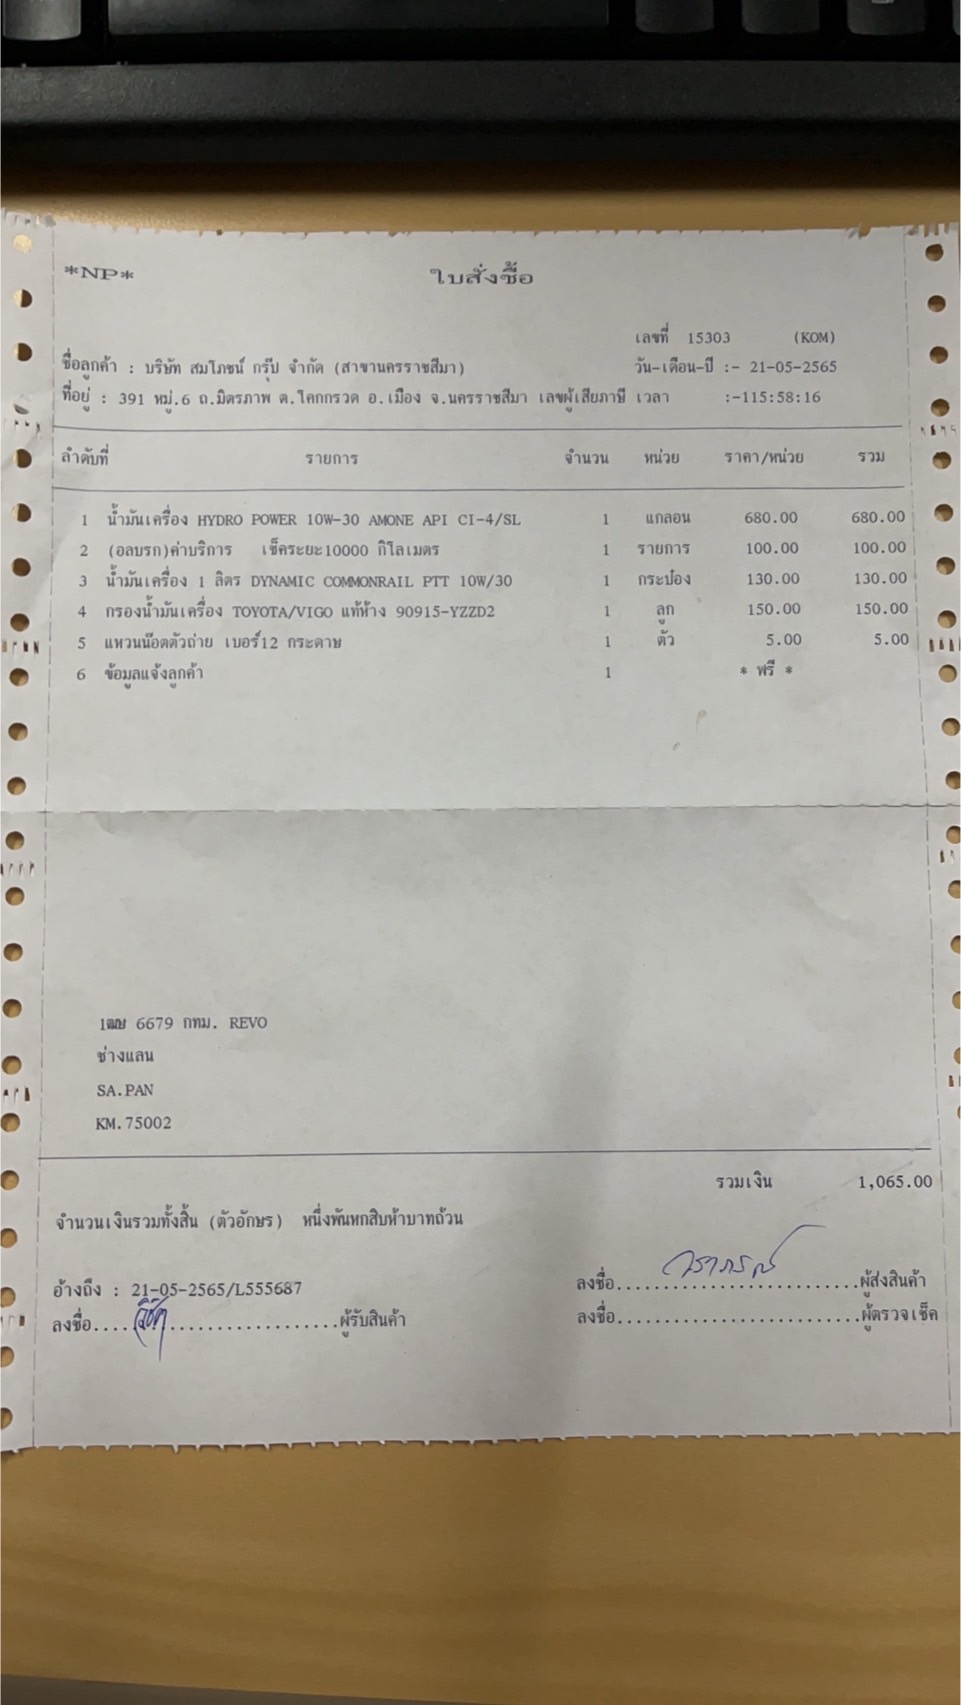 *NP*
ใบสั่งซื้อ
เลขที่ 15303 (KOM)
ชื่อลูกค้า : บริษัท สมโภชน์ กรุ๊ป จำกัด (สาขานครราชสีมา) วัน-เดือน-ปี :- 21-05-2565
ที่อยู่ : 391 หมู่.6 ถ.มิตรภาพ ต.โคกกรวด อ.เมือง จ.นครราชสีมา เลขผู้เสียภาษี เวลา :-115:58:16
ลำดับที่ รายการ จำนวน หน่วย ราคา/หน่วย รวม
1 น้ำมันเครื่อง HYDRO POWER 10W-30 AMONE API CI-4/SL 1 แกลอน 680.00 680.00
2 (อลบรก)ค่าบริการ เช็คระยะ10000 กิโลเมตร 1 รายการ 100.00 100.00
3 น้ำมันเครื่อง 1 ลิตร DYNAMIC COMMONRAIL PTT 10W/30 1 กระป๋อง 130.00 130.00
4 กรองน้ำมันเครื่อง TOYOTA/VIGO แท้ห้าง 90915-YZZD2 1 ลูก 150.00 150.00
5 แหวนน๊อตตัวถ่าย เบอร์12 กระดาษ 1 ตัว 5.00 5.00
6 ข้อมูลแจ้งลูกค้า 1 * ฟรี *
6679 กทม. REVO
ช่างแลน
SA.PAN
KM.75002
รวมเงิน 1,065.00
จำนวนเงินรวมทั้งสิ้น (ตัวอักษร) หนึ่งพันหกสิบห้าบาทถ้วน
อ้างถึง : 21-05-2565/L555687
ลงชื่อ....วราภรณ์....ผู้ส่งสินค้า
ลงชื่อ....................ผู้รับสินค้า
ลงชื่อ..........................ผู้ตรวจเช็ค